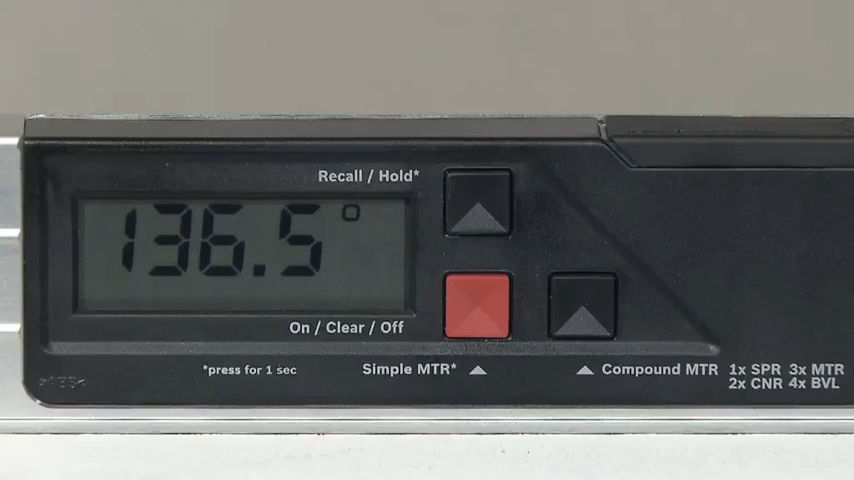 Recall / Hold*
136.5°
On / Clear / Off
*press for 1 sec
Simple MTR*
Compound MTR
1x SPR 3x MTR
2x CNR 4x BVL